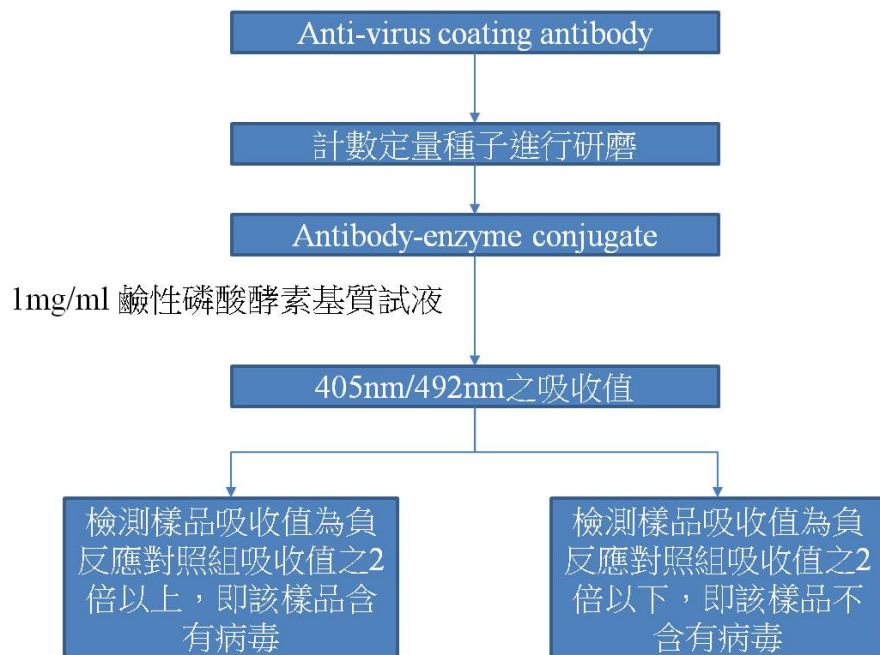 Anti-virus coating antibody
計數定量種子進行研磨
Antibody-enzyme conjugate
1mg/ml 鹼性磷酸酵素基質試液
405nm/492nm之吸收值
檢測樣品吸收值為負
反應對照組吸收值之2
倍以上，即該樣品含
有病毒
檢測樣品吸收值為負
反應對照組吸收值之2
倍以下，即該樣品不
含有病毒